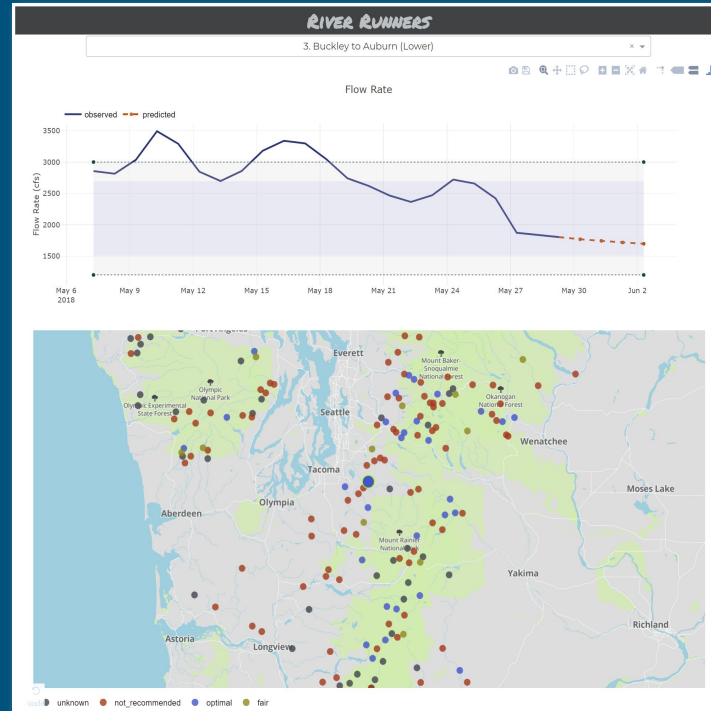 River Runners
3. Buckley to Auburn (Lower)
Flow Rate
observed predicted
3500
3000
2500
2000
1500
Flow Rate (cfs)
May 6 May 9 May 12 May 15 May 18 May 21 May 24 May 27 May 30 Jun 2
2018
Everett
Mount Baker-
Snoqualmie
National Forest
Olympic
National Park
Okanogan
National Forest
Olympic Experimental
State Forest
Seattle
Wenatchee
Tacoma
Moses Lake
Olympia
Aberdeen
Mount Rainier
National Park
Yakima
Richland
Astoria
Longview
unknown not_recommended optimal fair